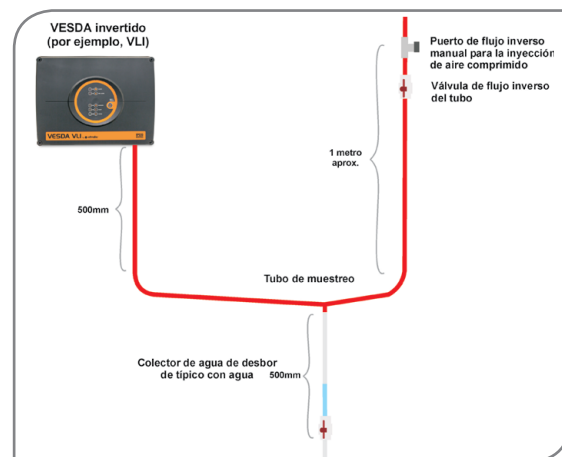 VESDA invertido
(por ejemplo, VLI)
VESDA VLI
Puerto de flujo inverso
manual para la inyección
de aire comprimido
Válvula de flujo inverso
del tubo
1 metro
aprox.
500mm
Tubo de muestreo
Colector de agua de desbor
de típico con agua
500mm